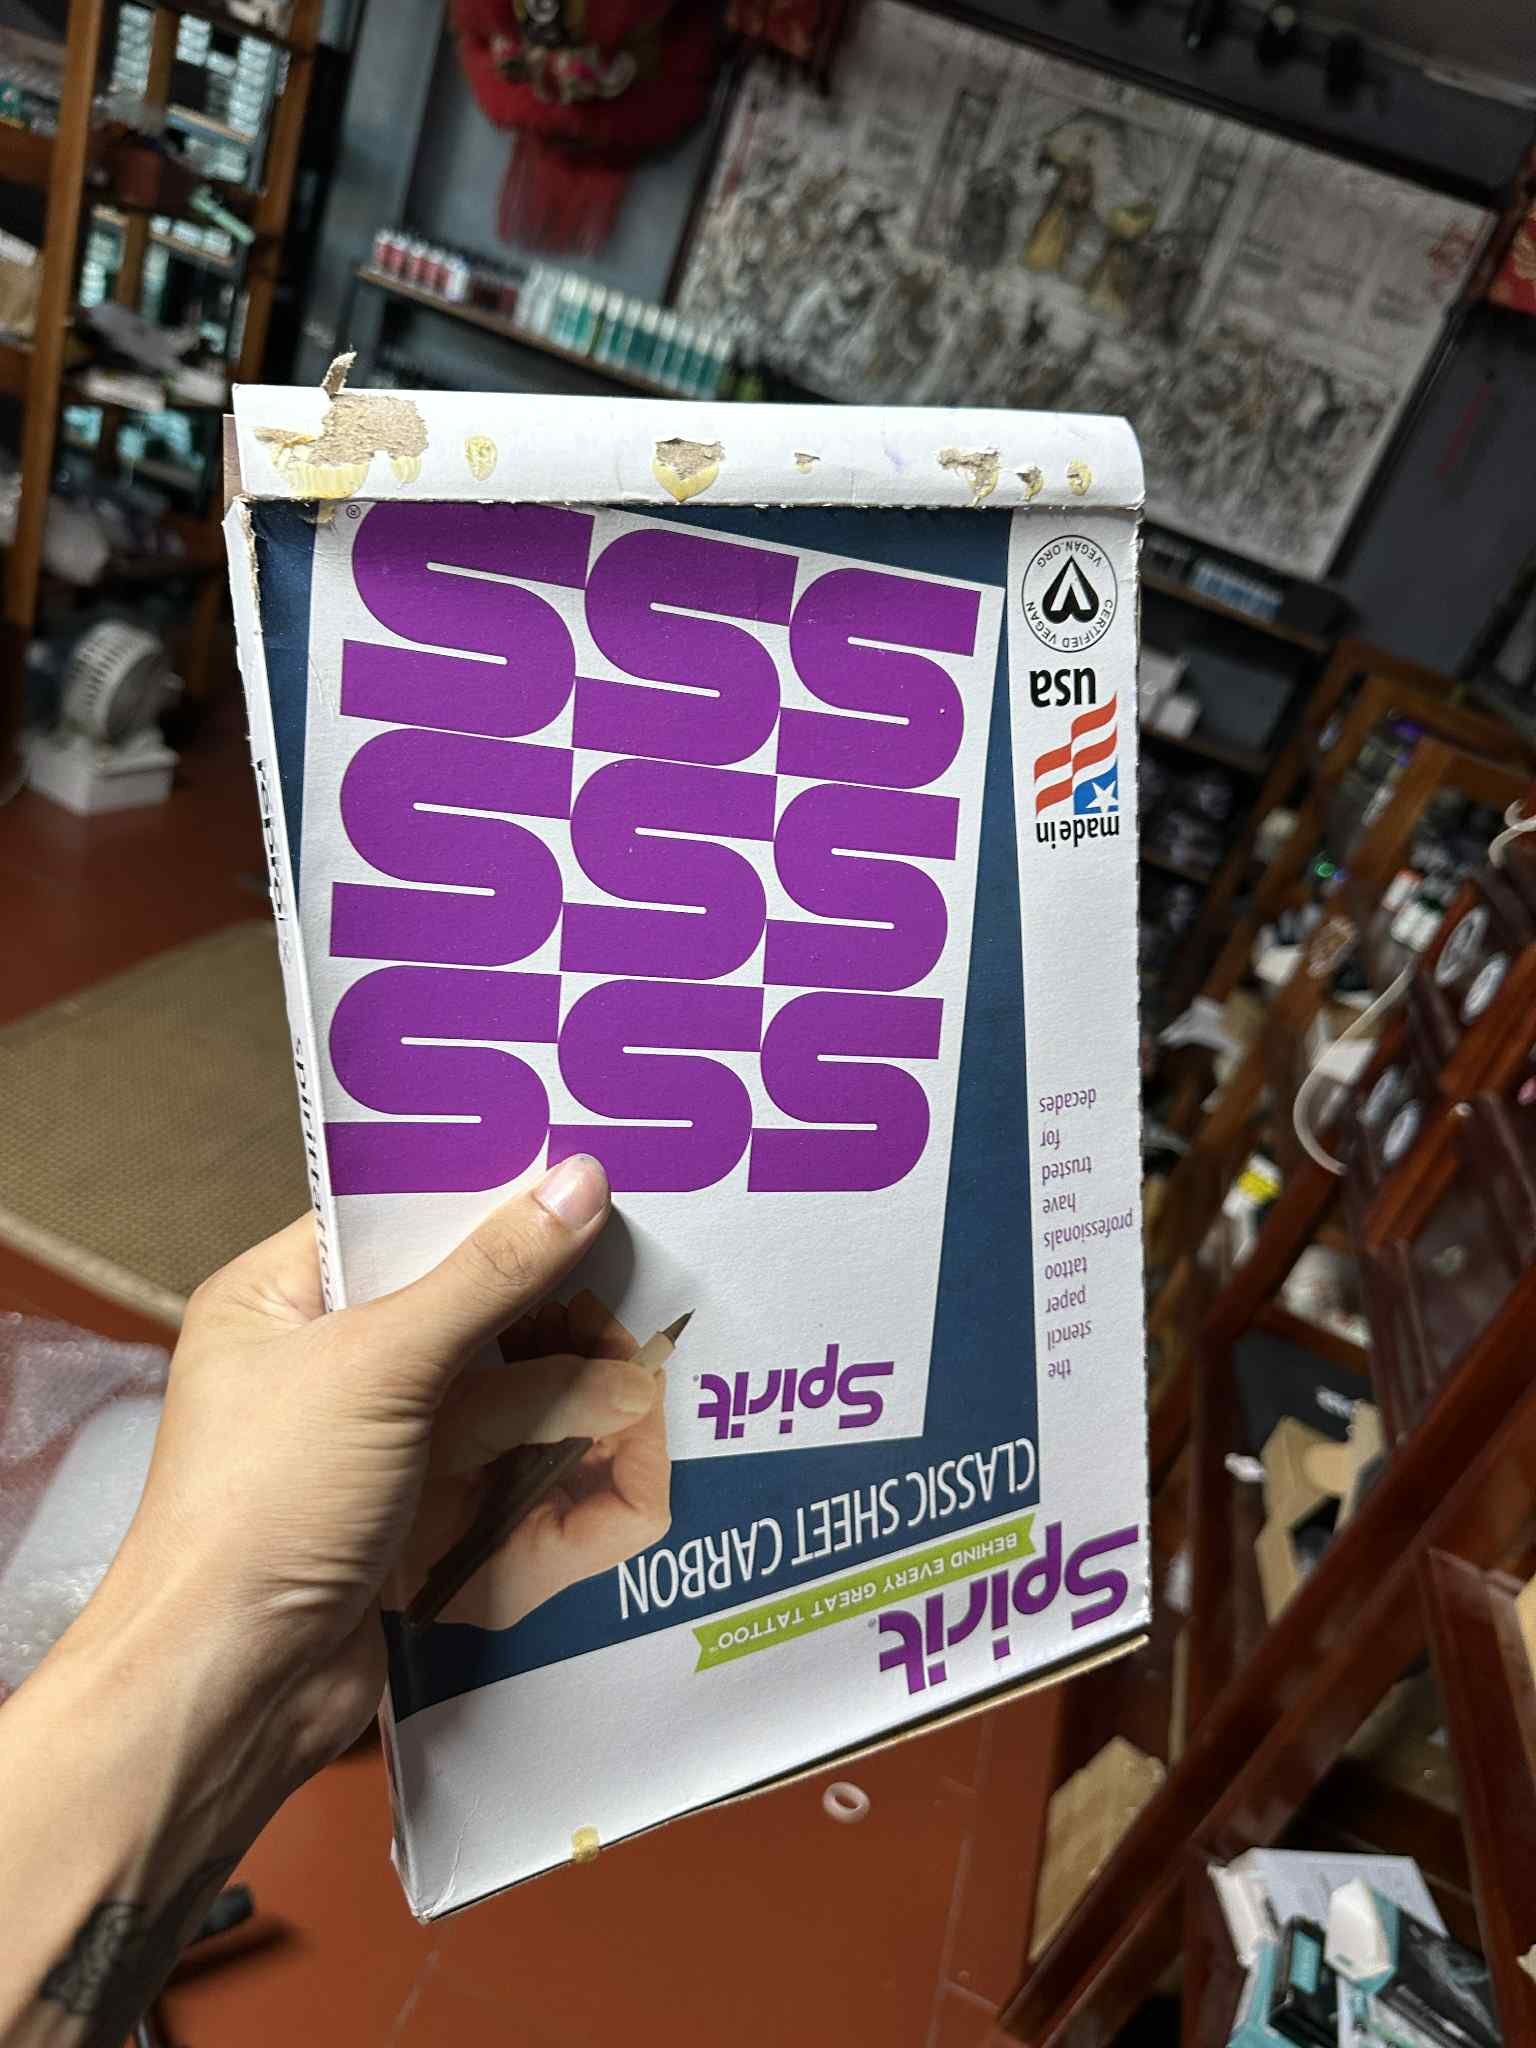 Spirit®
BEHIND EVERY GREAT TATTOO™
CLASSIC SHEET CARBON
Spirit®
SSS
SSS
SSS
®
the
stencil
paper
tattoo
professionals
have
trusted
for
decades
made in
usa
CERTIFIED VEGAN
VEGAN.ORG